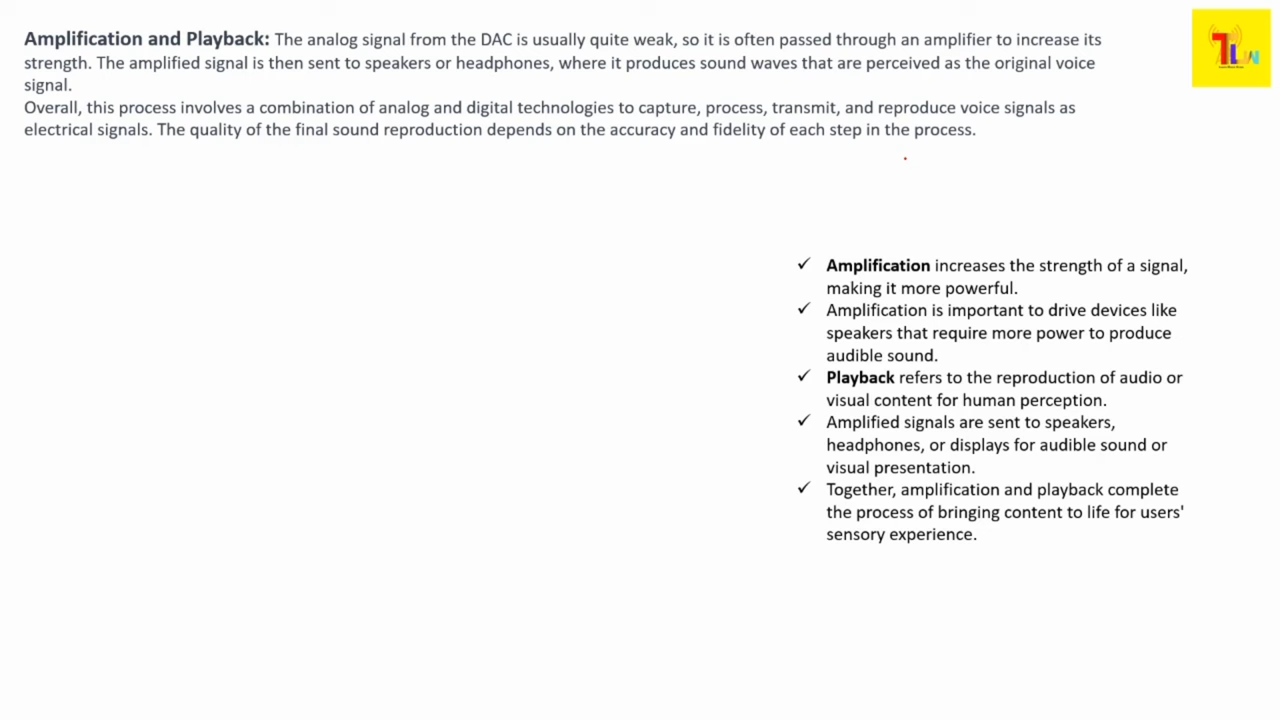 Amplification and Playback: The analog signal from the DAC is usually quite weak, so it is often passed through an amplifier to increase its
strength. The amplified signal is then sent to speakers or headphones, where it produces sound waves that are perceived as the original voice
signal.
Overall, this process involves a combination of analog and digital technologies to capture, process, transmit, and reproduce voice signals as
electrical signals. The quality of the final sound reproduction depends on the accuracy and fidelity of each step in the process.
✓ Amplification increases the strength of a signal,
making it more powerful.
✓ Amplification is important to drive devices like
speakers that require more power to produce
audible sound.
✓ Playback refers to the reproduction of audio or
visual content for human perception.
✓ Amplified signals are sent to speakers,
headphones, or displays for audible sound or
visual presentation.
✓ Together, amplification and playback complete
the process of bringing content to life for users'
sensory experience.